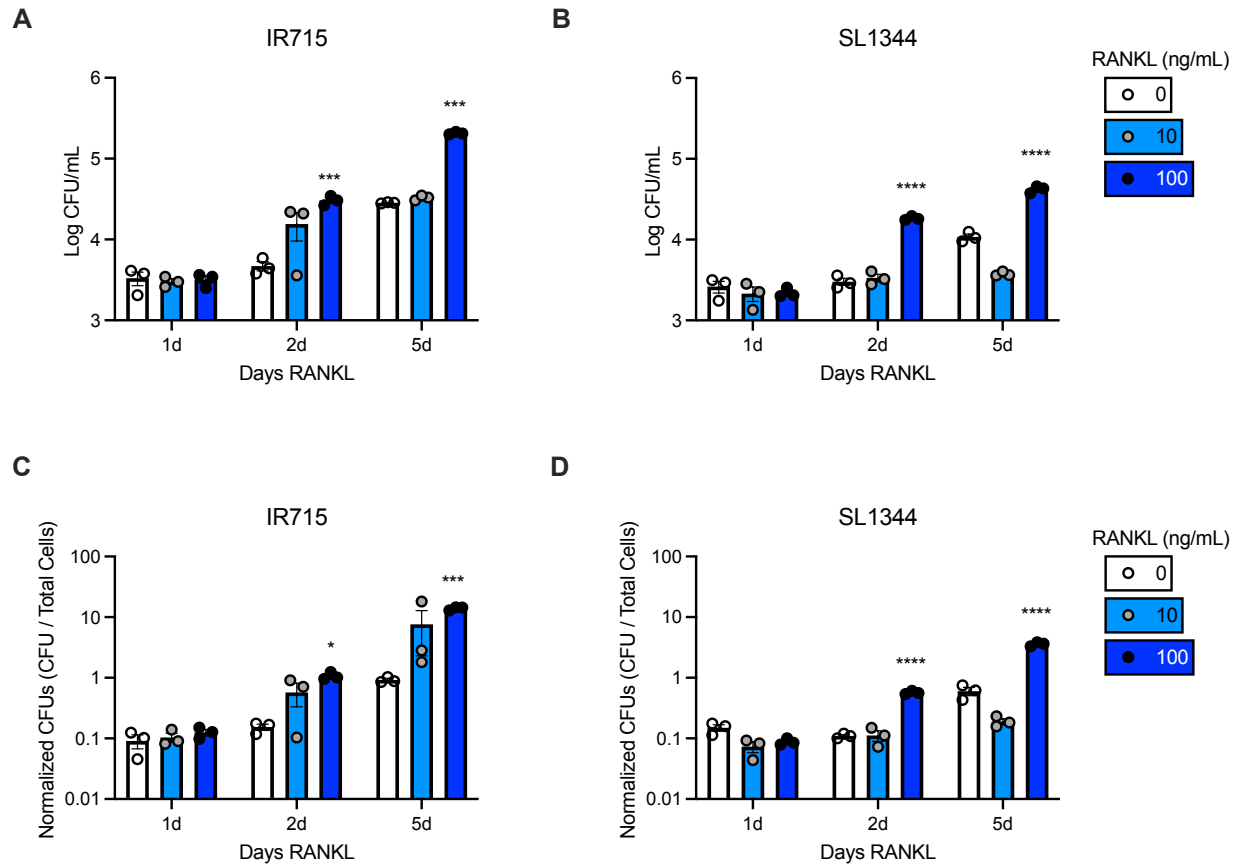 A
IR715
Log CFU/mL
6
5
4
3
***
***
1d
2d
5d
Days RANKL
B
SL1344
Log CFU/mL
6
5
4
3
****
****
1d
2d
5d
Days RANKL
RANKL (ng/mL)
0
10
100
C
IR715
Normalized CFUs (CFU / Total Cells)
100
10
1
0.1
0.01
*
***
1d
2d
5d
Days RANKL
D
SL1344
Normalized CFUs (CFU / Total Cells)
100
10
1
0.1
0.01
****
****
1d
2d
5d
Days RANKL
RANKL (ng/mL)
0
10
100